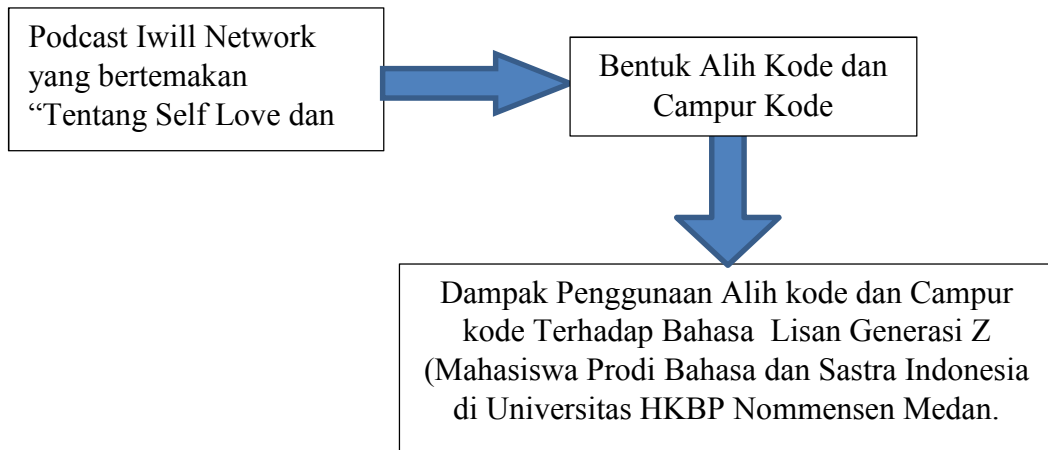 Podcast Iwill Network
yang bertemakan
“Tentang Self Love dan
Bentuk Alih Kode dan
Campur Kode
Dampak Penggunaan Alih kode dan Campur
kode Terhadap Bahasa Lisan Generasi Z
(Mahasiswa Prodi Bahasa dan Sastra Indonesia
di Universitas HKBP Nommensen Medan.